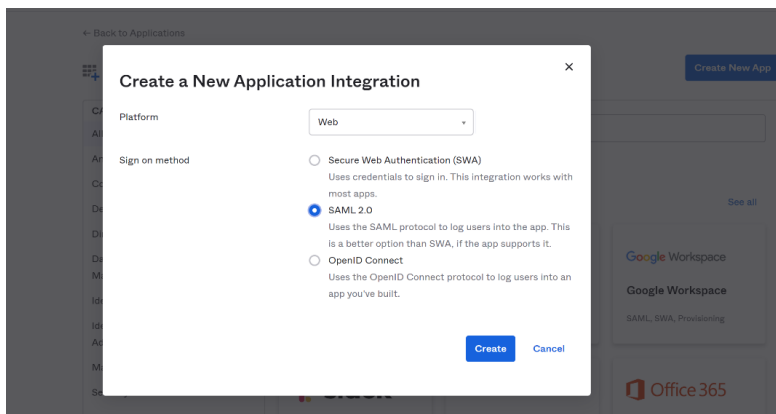 ← Back to Applications
Create New App
Create a New Application Integration
Platform
Web
Sign on method
Secure Web Authentication (SWA)
Uses credentials to sign in. This integration works with
most apps.
SAML 2.0
Uses the SAML protocol to log users into the app. This
is a better option than SWA, if the app supports it.
OpenID Connect
Uses the OpenID Connect protocol to log users into an
app you've built.
Create
Cancel
See all
Google Workspace
Google Workspace
SAML, SWA, Provisioning
Office 365